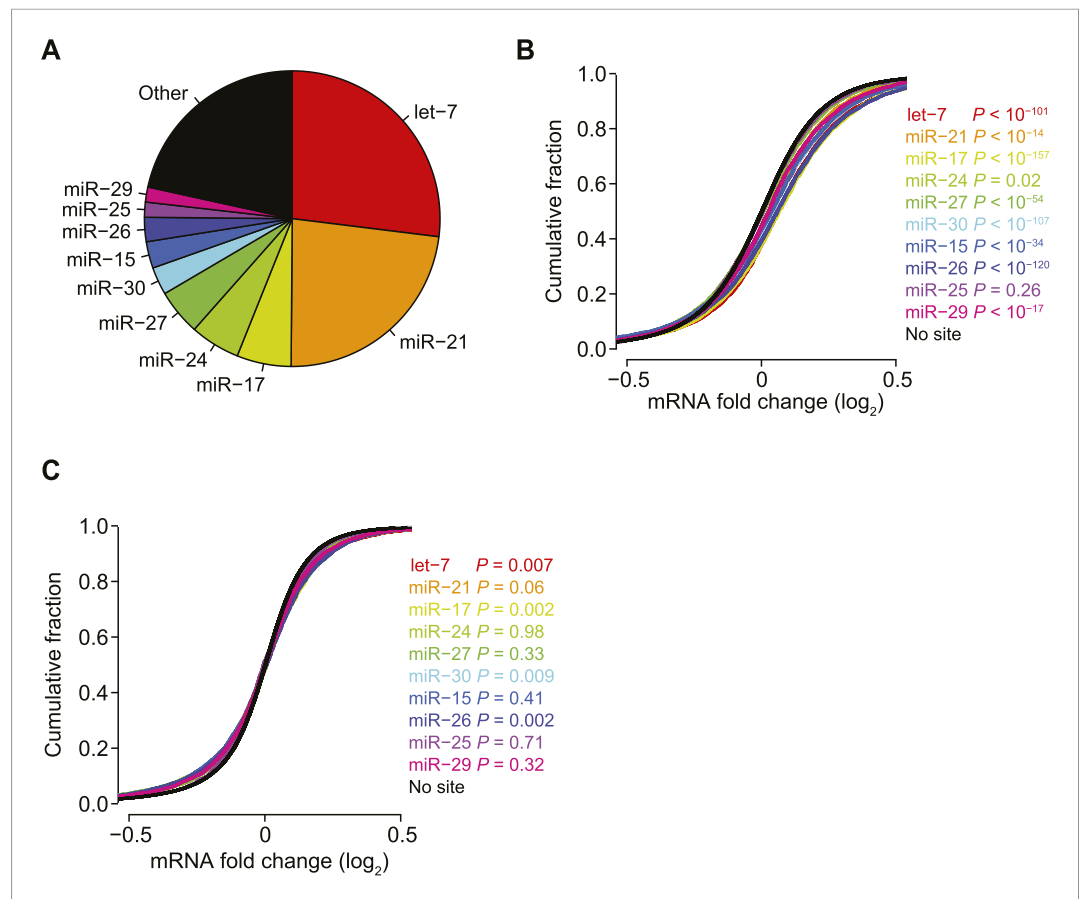 A
Other
let−7
miR−29
miR−25
miR−26
miR−15
miR−30
miR−27
miR−24
miR−17
miR−21
B
Cumulative fraction
1.0
0.8
0.6
0.4
0.2
0.0
−0.5
0
0.5
mRNA fold change (log₂)
let−7 P < 10⁻¹⁰¹
miR−21 P < 10⁻¹⁴
miR−17 P < 10⁻¹⁵⁷
miR−24 P = 0.02
miR−27 P < 10⁻⁵⁴
miR−30 P < 10⁻¹⁰⁷
miR−15 P < 10⁻³⁴
miR−26 P < 10⁻¹²⁰
miR−25 P = 0.26
miR−29 P < 10⁻¹⁷
No site
C
Cumulative fraction
1.0
0.8
0.6
0.4
0.2
0.0
−0.5
0
0.5
mRNA fold change (log₂)
let−7 P = 0.007
miR−21 P = 0.06
miR−17 P = 0.002
miR−24 P = 0.98
miR−27 P = 0.33
miR−30 P = 0.009
miR−15 P = 0.41
miR−26 P = 0.002
miR−25 P = 0.71
miR−29 P = 0.32
No site